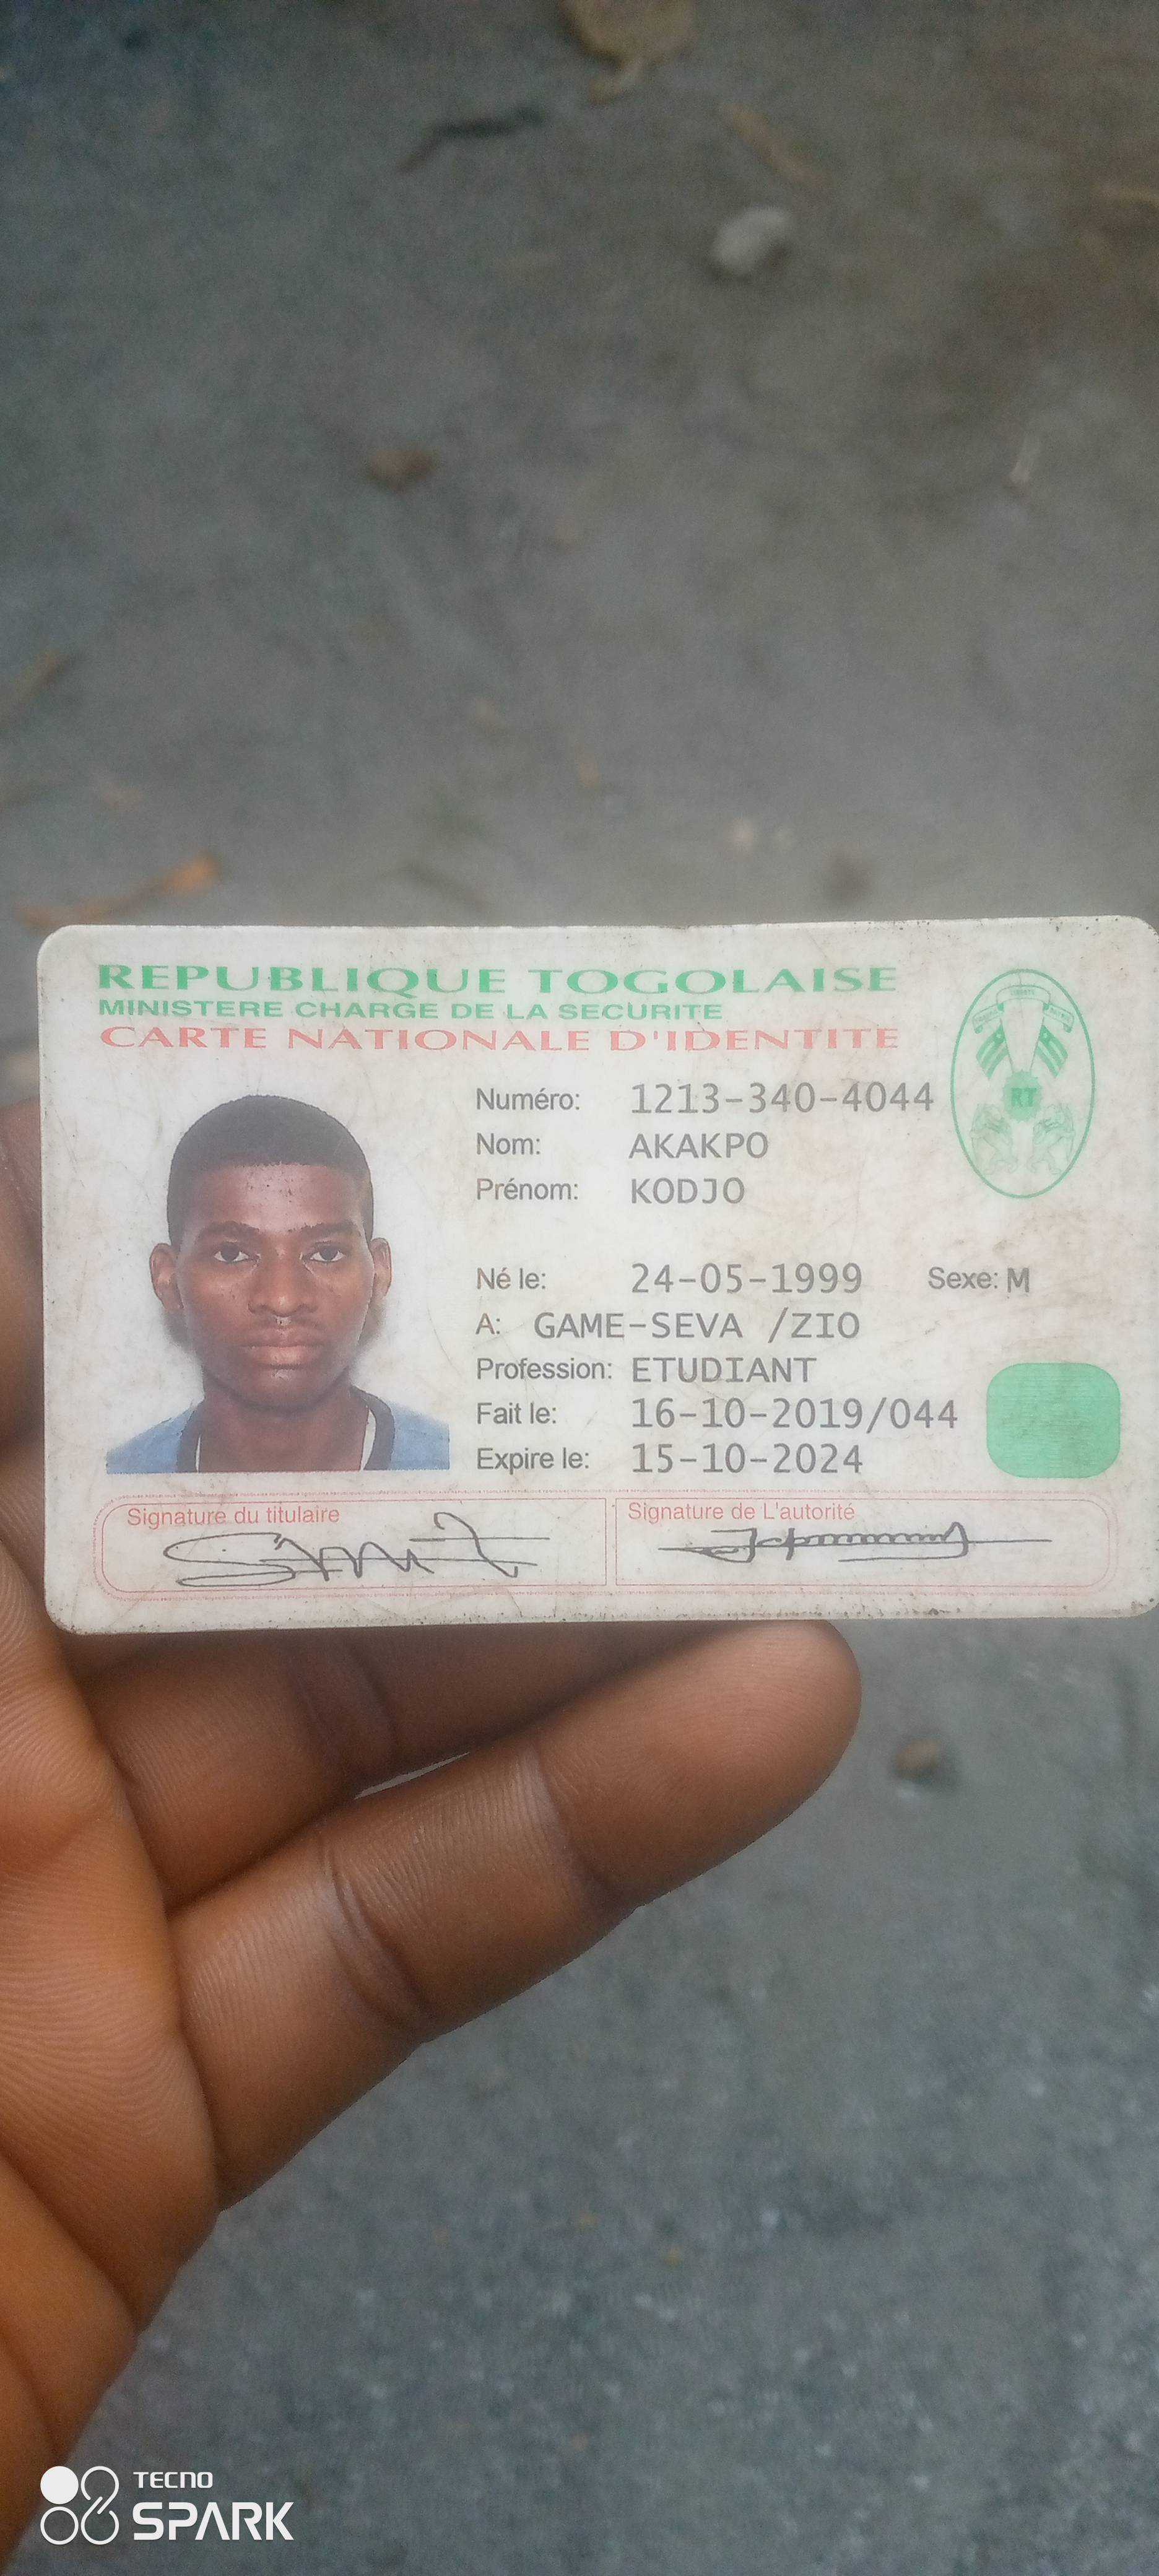 REPUBLIQUE TOGOLAISE
MINISTERE CHARGE DE LA SECURITE
CARTE NATIONALE D'IDENTITE
Numéro: 1213-340-4044
Nom: AKAKPO
Prénom: KODJO
Né le: 24-05-1999 Sexe: M
A: GAME-SEVA /ZIO
Profession: ETUDIANT
Fait le: 16-10-2019/044
Expire le: 15-10-2024
Signature du titulaire Signature de L'autorité
RT
TECNO
SPARK